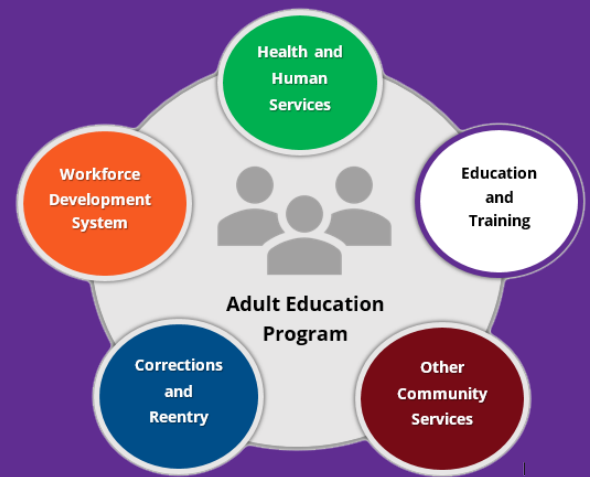 Health and
Human
Services
Workforce
Development
System
Education
and
Training
Adult Education
Program
Corrections
and
Reentry
Other
Community
Services